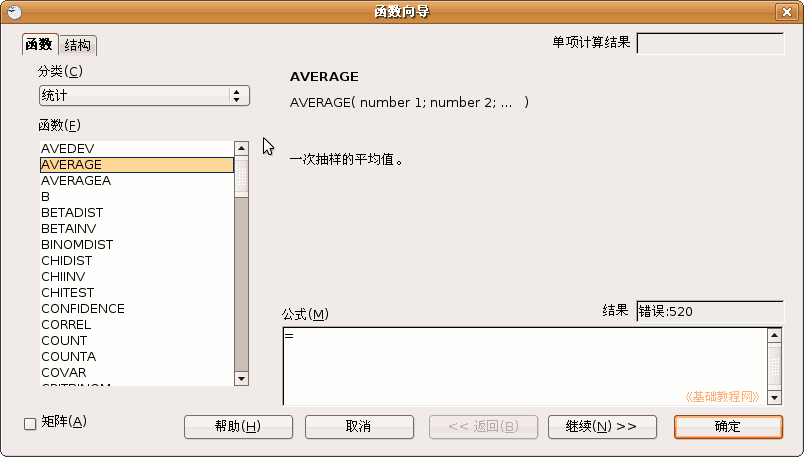 函数向导
函数 结构
单项计算结果
分类(C)
统计
函数(F)
AVEDEV
AVERAGE
AVERAGEA
B
BETADIST
BETAINV
BINOMDIST
CHIDIST
CHIINV
CHITEST
CONFIDENCE
CORREL
COUNT
COUNTA
COVAR
CRITBINOM
AVERAGE
AVERAGE( number 1; number 2; ... )
一次抽样的平均值。
公式(M)
结果 错误:520
=
《基础教程网》
矩阵(A)
帮助(H) 取消 << 返回(B) 继续(N) >> 确定